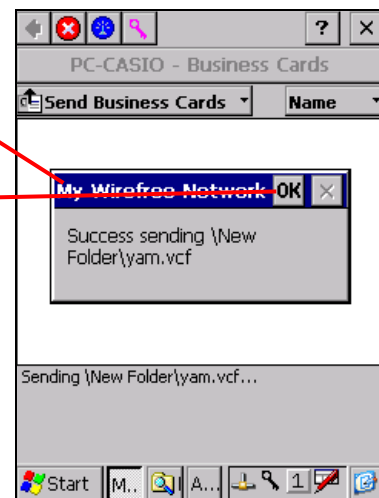 ?
PC-CASIO - Business Cards
Send Business Cards Name
My Wirefree Network OK
Success sending \New
Folder\yam.vcf
Sending \New Folder\yam.vcf...
Start M.. A... 1